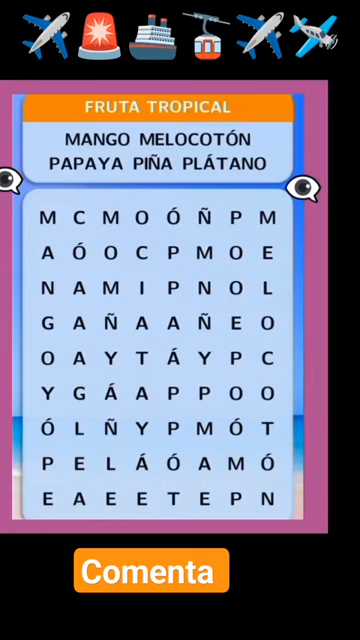 FRUTA TROPICAL
MANGO MELOCOTÓN
PAPAYA PIÑA PLÁTANO
M C M O Ó Ñ P M
A Ó O C P M O E
N A M I P N O L
G A Ñ A A Ñ E O
O A Y T Á Y P C
Y G Á A P P O O
Ó L Ñ Y P M Ó T
P E L Á Ó A M Ó
E A E E T E P N
Comenta